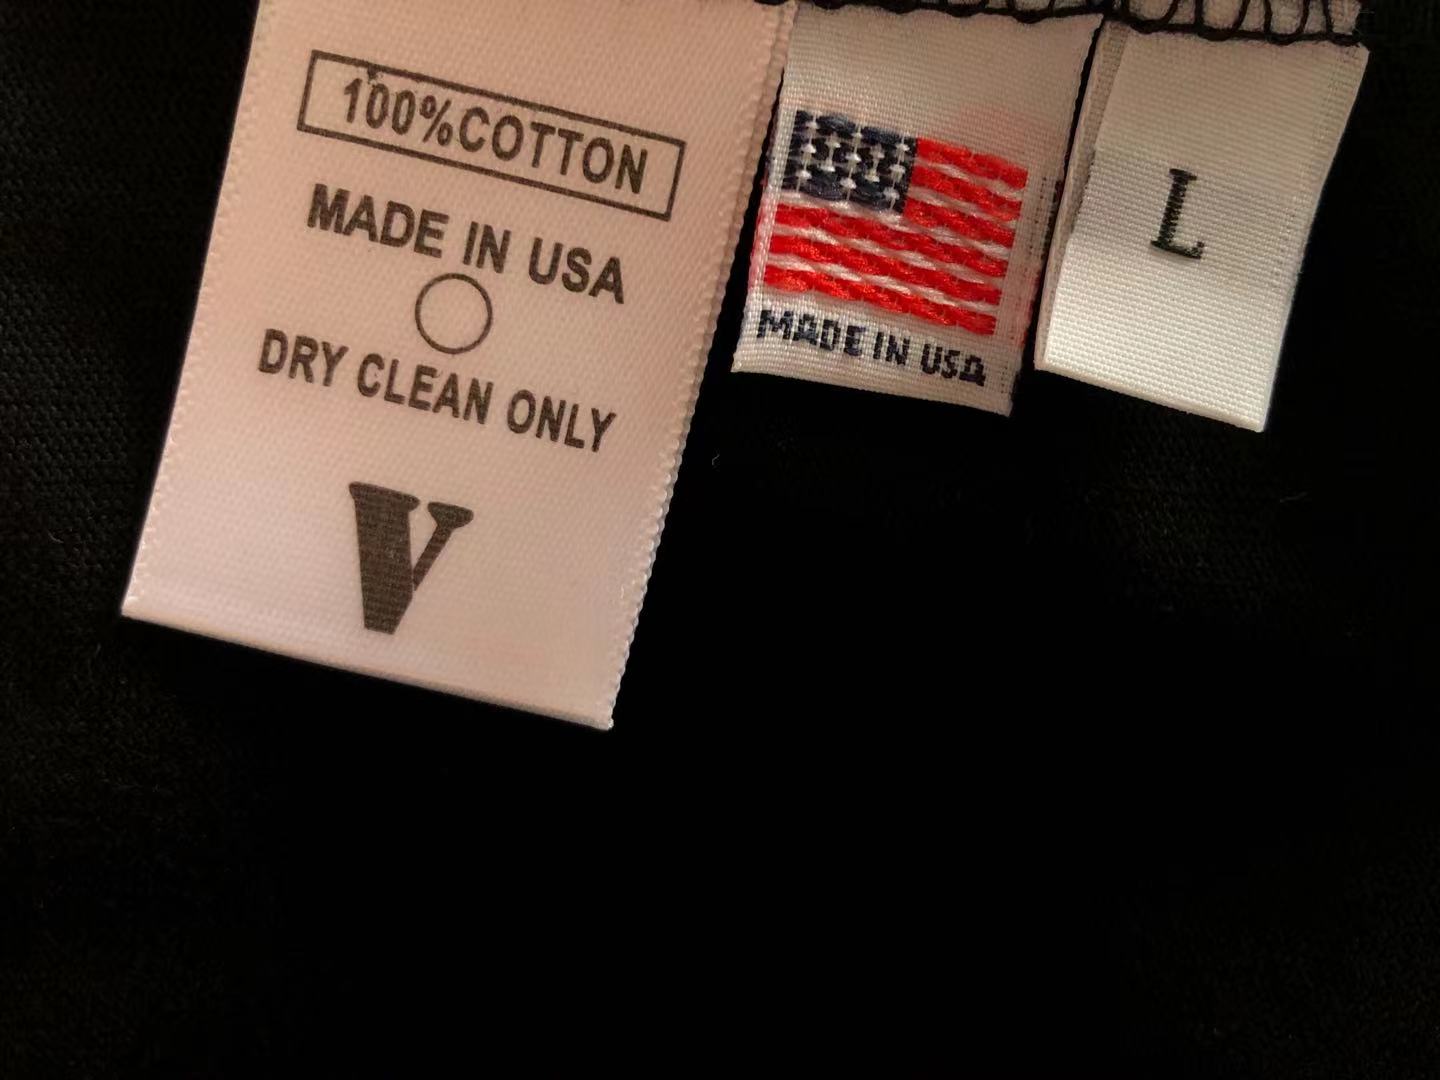 100%COTTON
MADE IN USA
DRY CLEAN ONLY
V
MADE IN USA
L